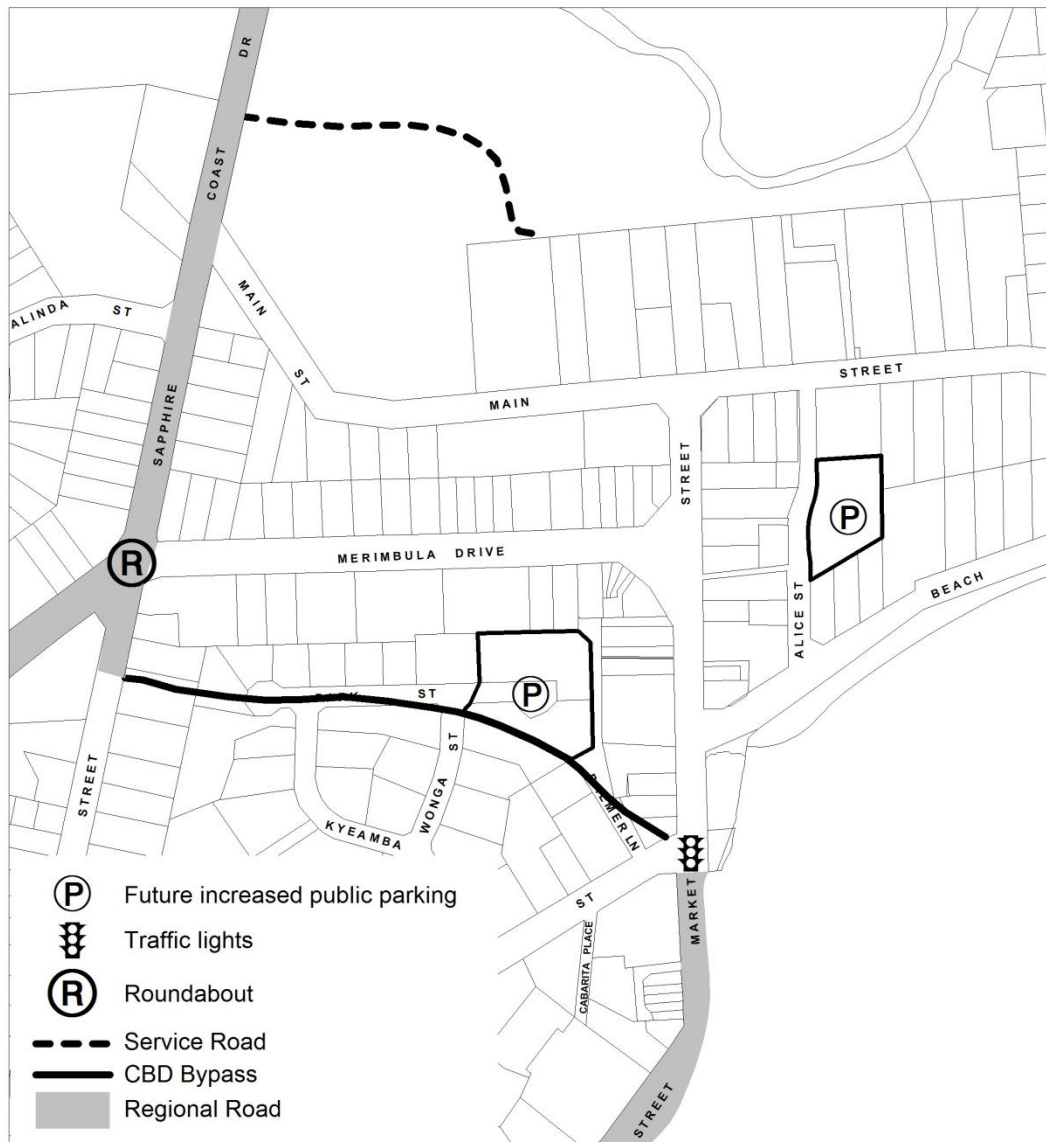 DR
COAST
SAPPHIRE
MAIN
ST
ALINDA ST
MAIN STREET
STREET
MERIMBULA DRIVE
R
P
ALICE ST
BEACH
P
ST
WONGA ST
KYEAMBA
STREET
ST
CABARITA PLACE
MARKET
STREET
P Future increased public parking
Traffic lights
R Roundabout
Service Road
CBD Bypass
Regional Road